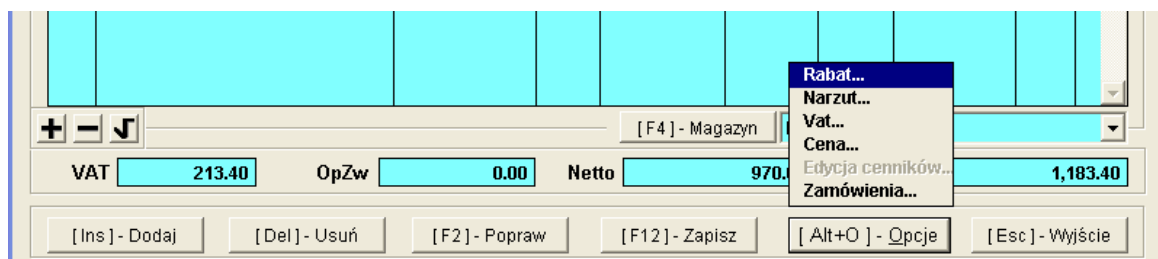 Rabat...
Narzut...
[ F4 ] - Magazyn Vat...
Cena...
VAT 213.40 OpZw 0.00 Netto 970. Edycja cenników... 1,183.40
Zamówienia...
[ Ins ] - Dodaj [ Del ] - Usuń [ F2 ] - Popraw [ F12 ] - Zapisz [ Alt+O ] - Opcje [ Esc ] - Wyjście